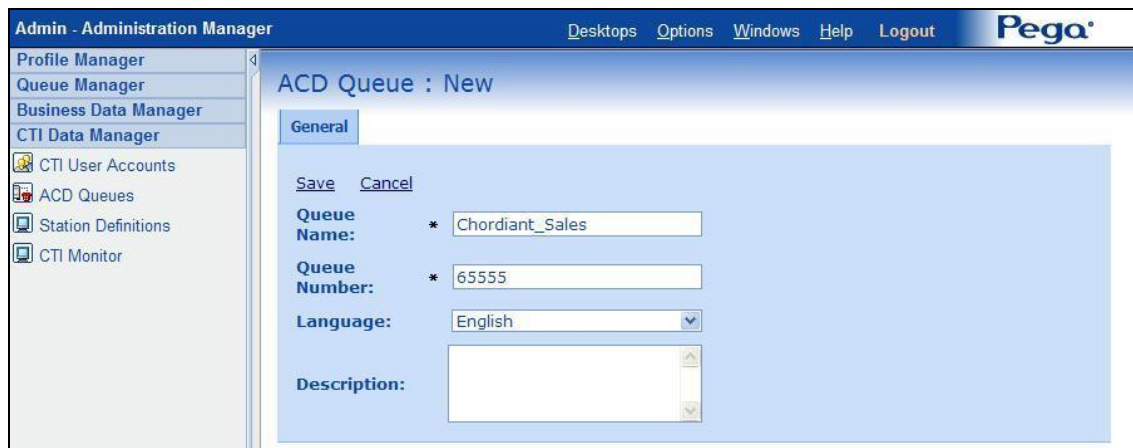 Admin - Administration Manager
Desktops Options Windows Help Logout
Pega
Profile Manager
Queue Manager
Business Data Manager
CTI Data Manager
CTI User Accounts
ACD Queues
Station Definitions
CTI Monitor
ACD Queue : New
General
Save Cancel
Queue
Name: * Chordiant_Sales
Queue
Number: * 65555
Language: English
Description: